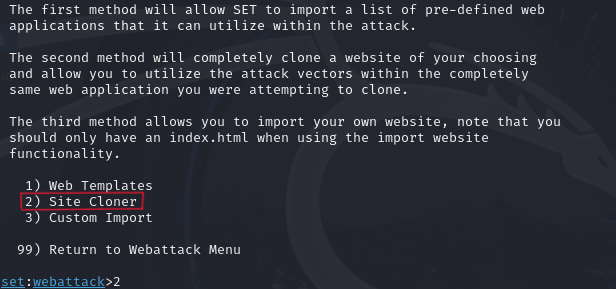 The first method will allow SET to import a list of pre-defined web
applications that it can utilize within the attack.
The second method will completely clone a website of your choosing
and allow you to utilize the attack vectors within the completely
same web application you were attempting to clone.
The third method allows you to import your own website, note that you
should only have an index.html when using the import website
functionality.
1) Web Templates
2) Site Cloner
3) Custom Import
99) Return to Webattack Menu
set:webattack>2